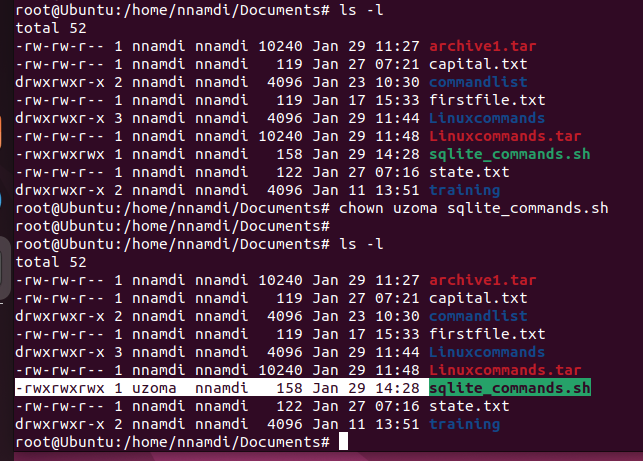 root@Ubuntu:/home/nnamdi/Documents# ls -l
total 52
-rw-rw-r-- 1 nnamdi nnamdi 10240 Jan 29 11:27 archive1.tar
-rw-rw-r-- 1 nnamdi nnamdi   119 Jan 27 07:21 capital.txt
drwxrwxr-x 2 nnamdi nnamdi  4096 Jan 23 10:30 commandlist
-rw-rw-r-- 1 nnamdi nnamdi   119 Jan 17 15:33 firstfile.txt
drwxrwxr-x 3 nnamdi nnamdi  4096 Jan 29 11:44 Linuxcommands
-rw-rw-r-- 1 nnamdi nnamdi 10240 Jan 29 11:48 Linuxcommands.tar
-rwxrwxrwx 1 nnamdi nnamdi   158 Jan 29 14:28 sqlite_commands.sh
-rw-rw-r-- 1 nnamdi nnamdi   122 Jan 27 07:16 state.txt
drwxrwxr-x 2 nnamdi nnamdi  4096 Jan 11 13:51 training
root@Ubuntu:/home/nnamdi/Documents# chown uzoma sqlite_commands.sh
root@Ubuntu:/home/nnamdi/Documents#
root@Ubuntu:/home/nnamdi/Documents# ls -l
total 52
-rw-rw-r-- 1 nnamdi nnamdi 10240 Jan 29 11:27 archive1.tar
-rw-rw-r-- 1 nnamdi nnamdi   119 Jan 27 07:21 capital.txt
drwxrwxr-x 2 nnamdi nnamdi  4096 Jan 23 10:30 commandlist
-rw-rw-r-- 1 nnamdi nnamdi   119 Jan 17 15:33 firstfile.txt
drwxrwxr-x 3 nnamdi nnamdi  4096 Jan 29 11:44 Linuxcommands
-rw-rw-r-- 1 nnamdi nnamdi 10240 Jan 29 11:48 Linuxcommands.tar
-rwxrwxrwx 1 uzoma  nnamdi   158 Jan 29 14:28 sqlite_commands.sh
-rw-rw-r-- 1 nnamdi nnamdi   122 Jan 27 07:16 state.txt
drwxrwxr-x 2 nnamdi nnamdi  4096 Jan 11 13:51 training
root@Ubuntu:/home/nnamdi/Documents#